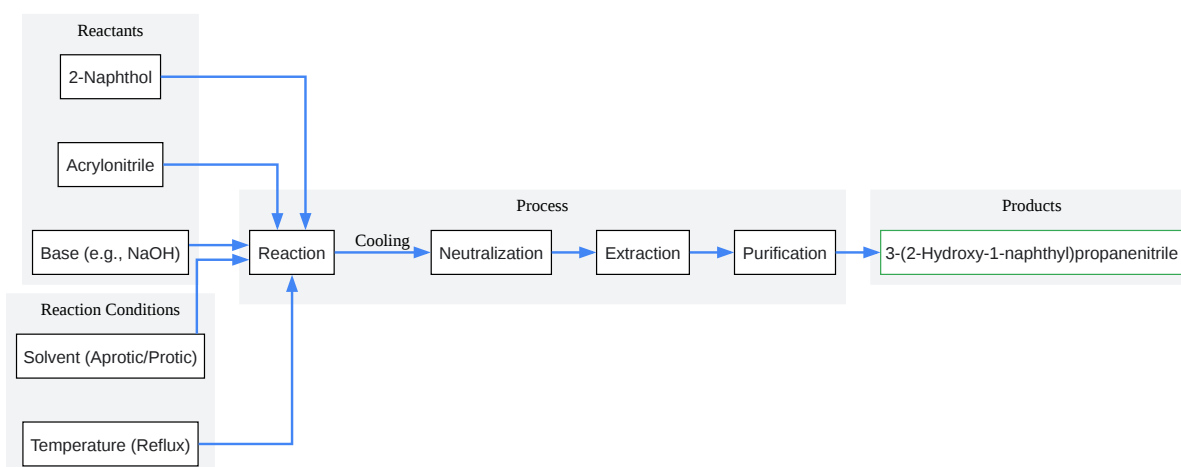 Reactants
2-Naphthol
Acrylonitrile
Base (e.g., NaOH)
Reaction Conditions
Solvent (Aprotic/Protic)
Temperature (Reflux)
Process
Reaction
Cooling
Neutralization
Extraction
Purification
Products
3-(2-Hydroxy-1-naphthyl)propanenitrile